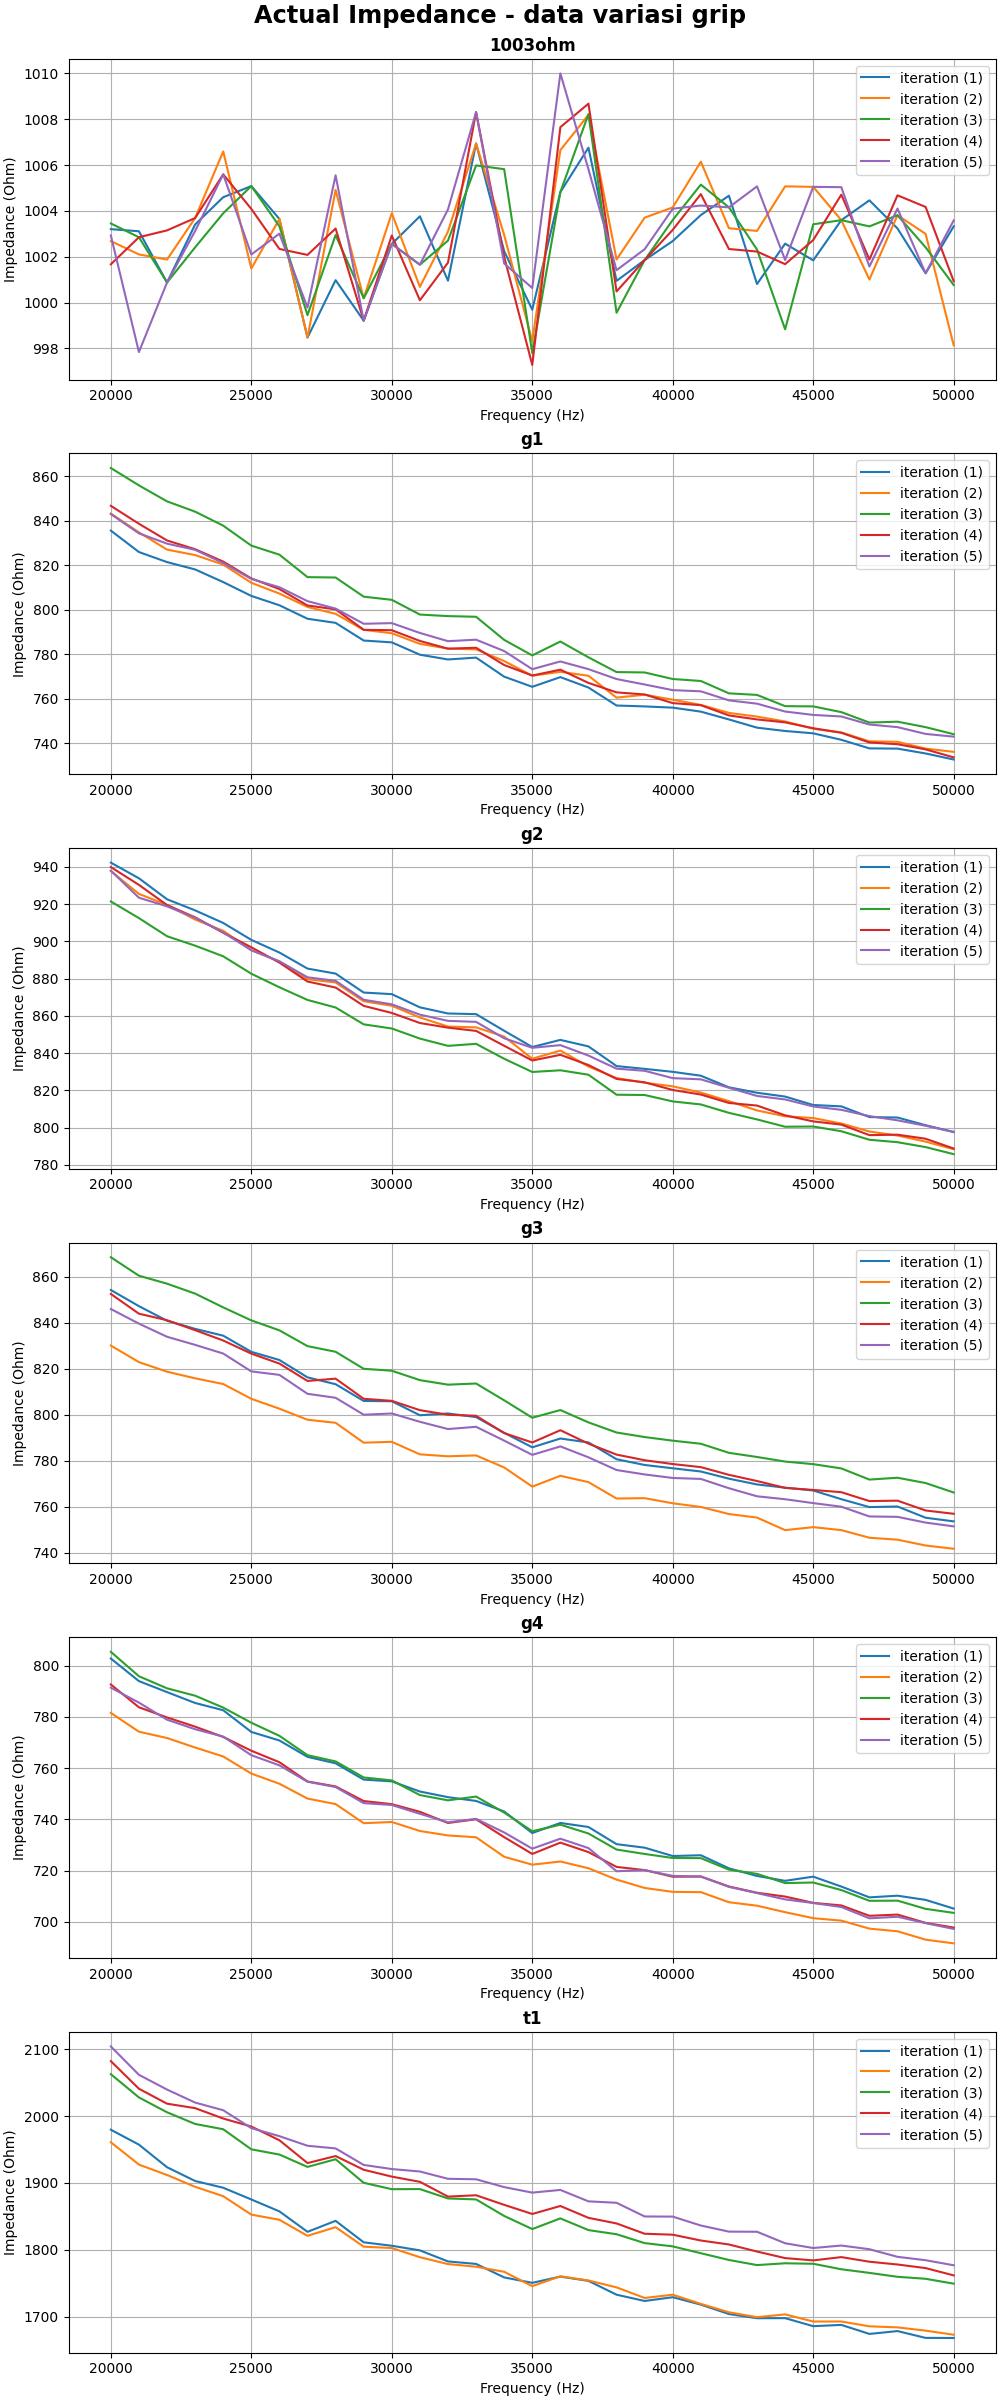 Actual Impedance - data variasi grip
1003ohm
Impedance (Ohm)
1010
1008
1006
1004
1002
1000
998
iteration (1)
iteration (2)
iteration (3)
iteration (4)
iteration (5)
20000 25000 30000 35000 40000 45000 50000
Frequency (Hz)
g1
Impedance (Ohm)
860
840
820
800
780
760
740
iteration (1)
iteration (2)
iteration (3)
iteration (4)
iteration (5)
20000 25000 30000 35000 40000 45000 50000
Frequency (Hz)
g2
Impedance (Ohm)
940
920
900
880
860
840
820
800
780
iteration (1)
iteration (2)
iteration (3)
iteration (4)
iteration (5)
20000 25000 30000 35000 40000 45000 50000
Frequency (Hz)
g3
Impedance (Ohm)
860
840
820
800
780
760
740
iteration (1)
iteration (2)
iteration (3)
iteration (4)
iteration (5)
20000 25000 30000 35000 40000 45000 50000
Frequency (Hz)
g4
Impedance (Ohm)
800
780
760
740
720
700
iteration (1)
iteration (2)
iteration (3)
iteration (4)
iteration (5)
20000 25000 30000 35000 40000 45000 50000
Frequency (Hz)
t1
Impedance (Ohm)
2100
2000
1900
1800
1700
iteration (1)
iteration (2)
iteration (3)
iteration (4)
iteration (5)
20000 25000 30000 35000 40000 45000 50000
Frequency (Hz)